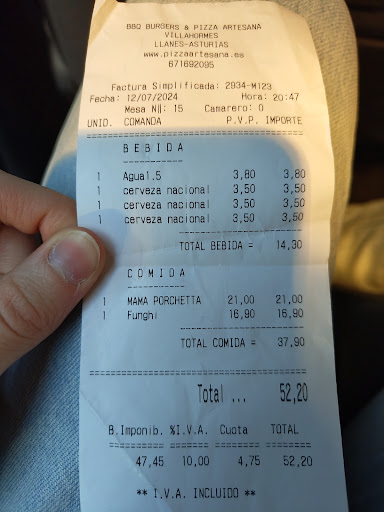 BBQ BURGERS & PIZZA ARTESANA
VILLAHORMES
LLANES-ASTURIAS
www.pizzaartesana.es
671692095
Factura Simplificada: 2934-M123
Fecha: 12/07/2024 Hora: 20:47
Mesa Nº: 15 Camarero: 0
UNID. COMANDA P.V.P. IMPORTE
BEBIDA
1 Agua1.5 3,80 3,80
1 cerveza nacional 3,50 3,50
1 cerveza nacional 3,50 3,50
1 cerveza nacional 3,50 3,50
TOTAL BEBIDA = 14,30
COMIDA
1 MAMA PORCHETTA 21,00 21,00
1 Funghi 16,90 16,90
TOTAL COMIDA = 37,90
Total ... 52,20
B.Imponib. %I.V.A. Cuota TOTAL
47,45 10,00 4,75 52,20
** I.V.A. INCLUIDO **